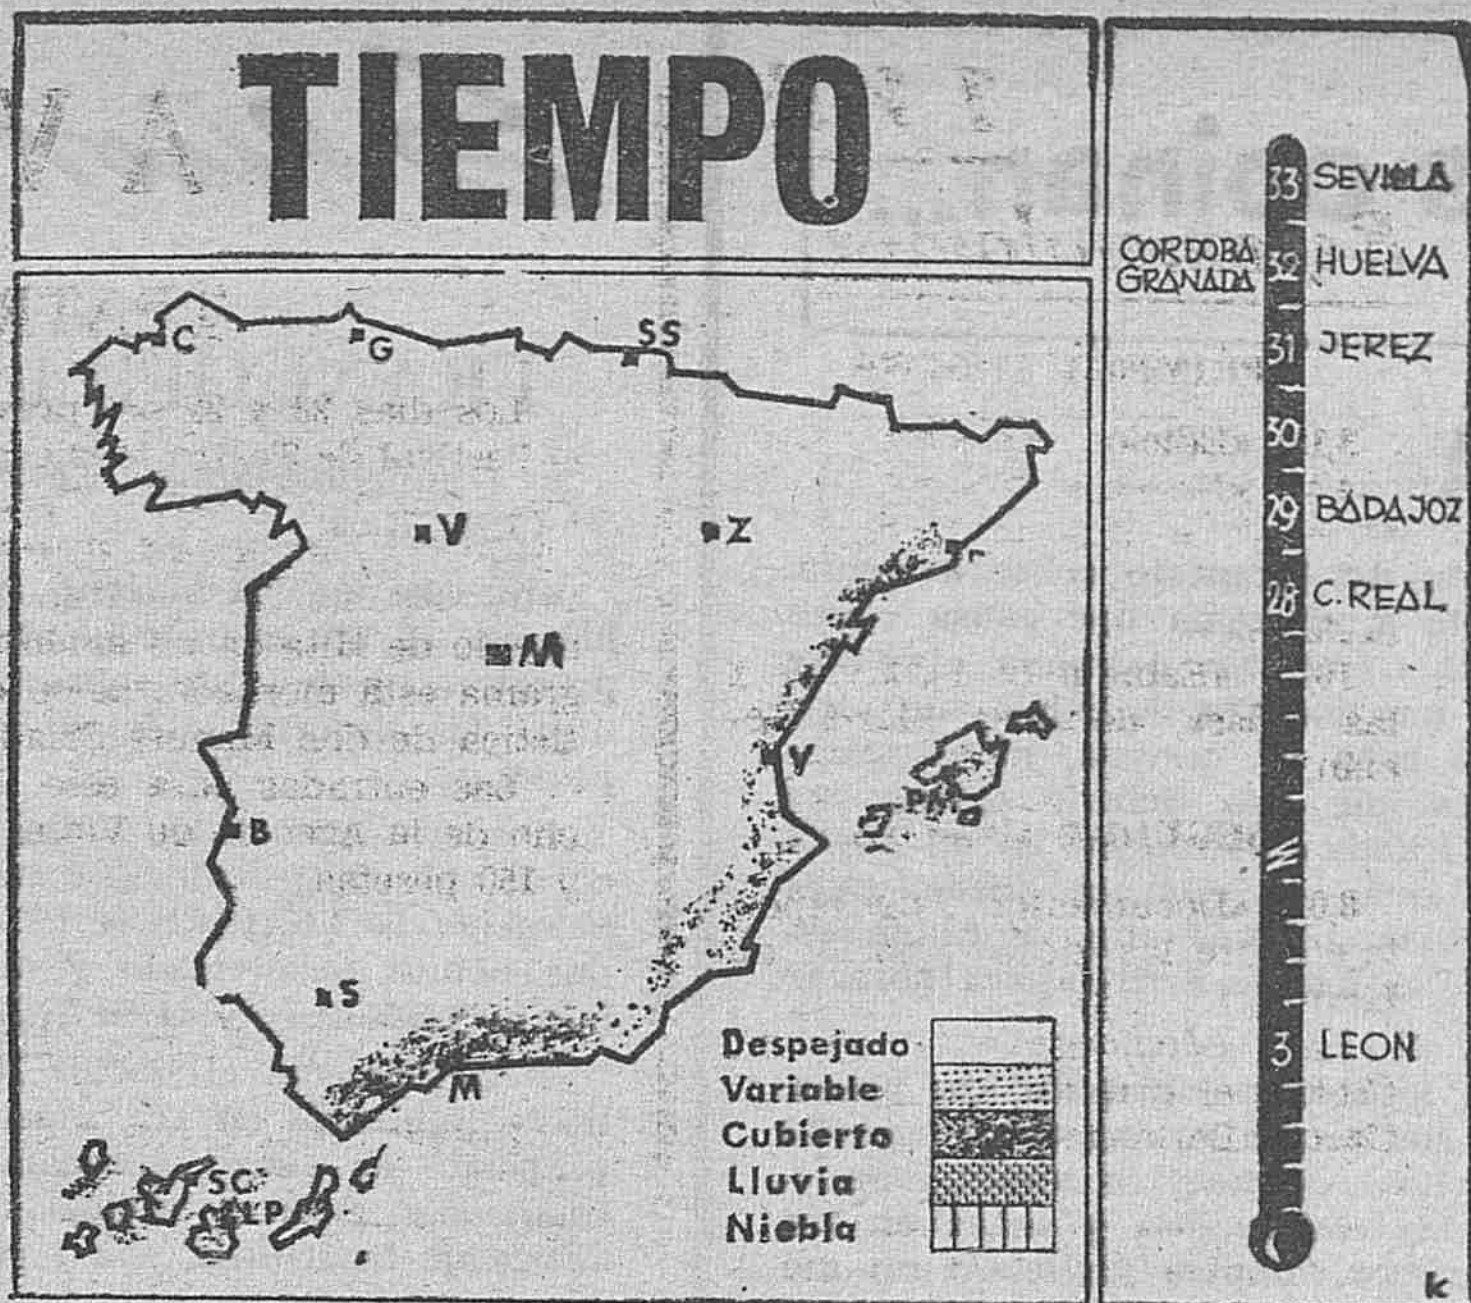 TIEMPO
C
G
SS
V
Z
M
V
PM
B
S
M
SC
LP
Despejado
Variable
Cubierto
Lluvia
Niebla
33 SEVILLA
CORDOBA 32 HUELVA
GRANADA
31 JEREZ
30
29 BADAJOZ
28 C.REAL
3 LEON
k